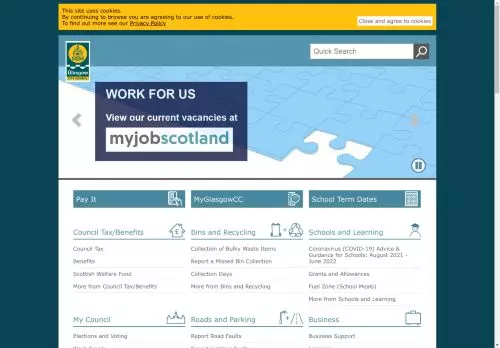 This site uses cookies.
By continuing to browse you are agreeing to our use of cookies.
To find out more see our Privacy Policy
Close and agree to cookies
Glasgow
Quick Search
WORK FOR US
View our current vacancies at
myjobscotland
Pay It
MyGlasgowCC
School Term Dates
Council Tax/Benefits
Bins and Recycling
Schools and Learning
Council Tax
Collection of Bulky Waste Items
Coronavirus (COVID-19) Advice &
Guidance for Schools: August 2021 -
June 2022
Benefits
Report a Missed Bin Collection
Scottish Welfare Fund
Collection Days
Grants and Allowances
More from Council Tax/Benefits
More from Bins and Recycling
Fuel Zone (School Meals)
More from Schools and Learning
My Council
Roads and Parking
Business
Elections and Voting
Report Road Faults
Business Support